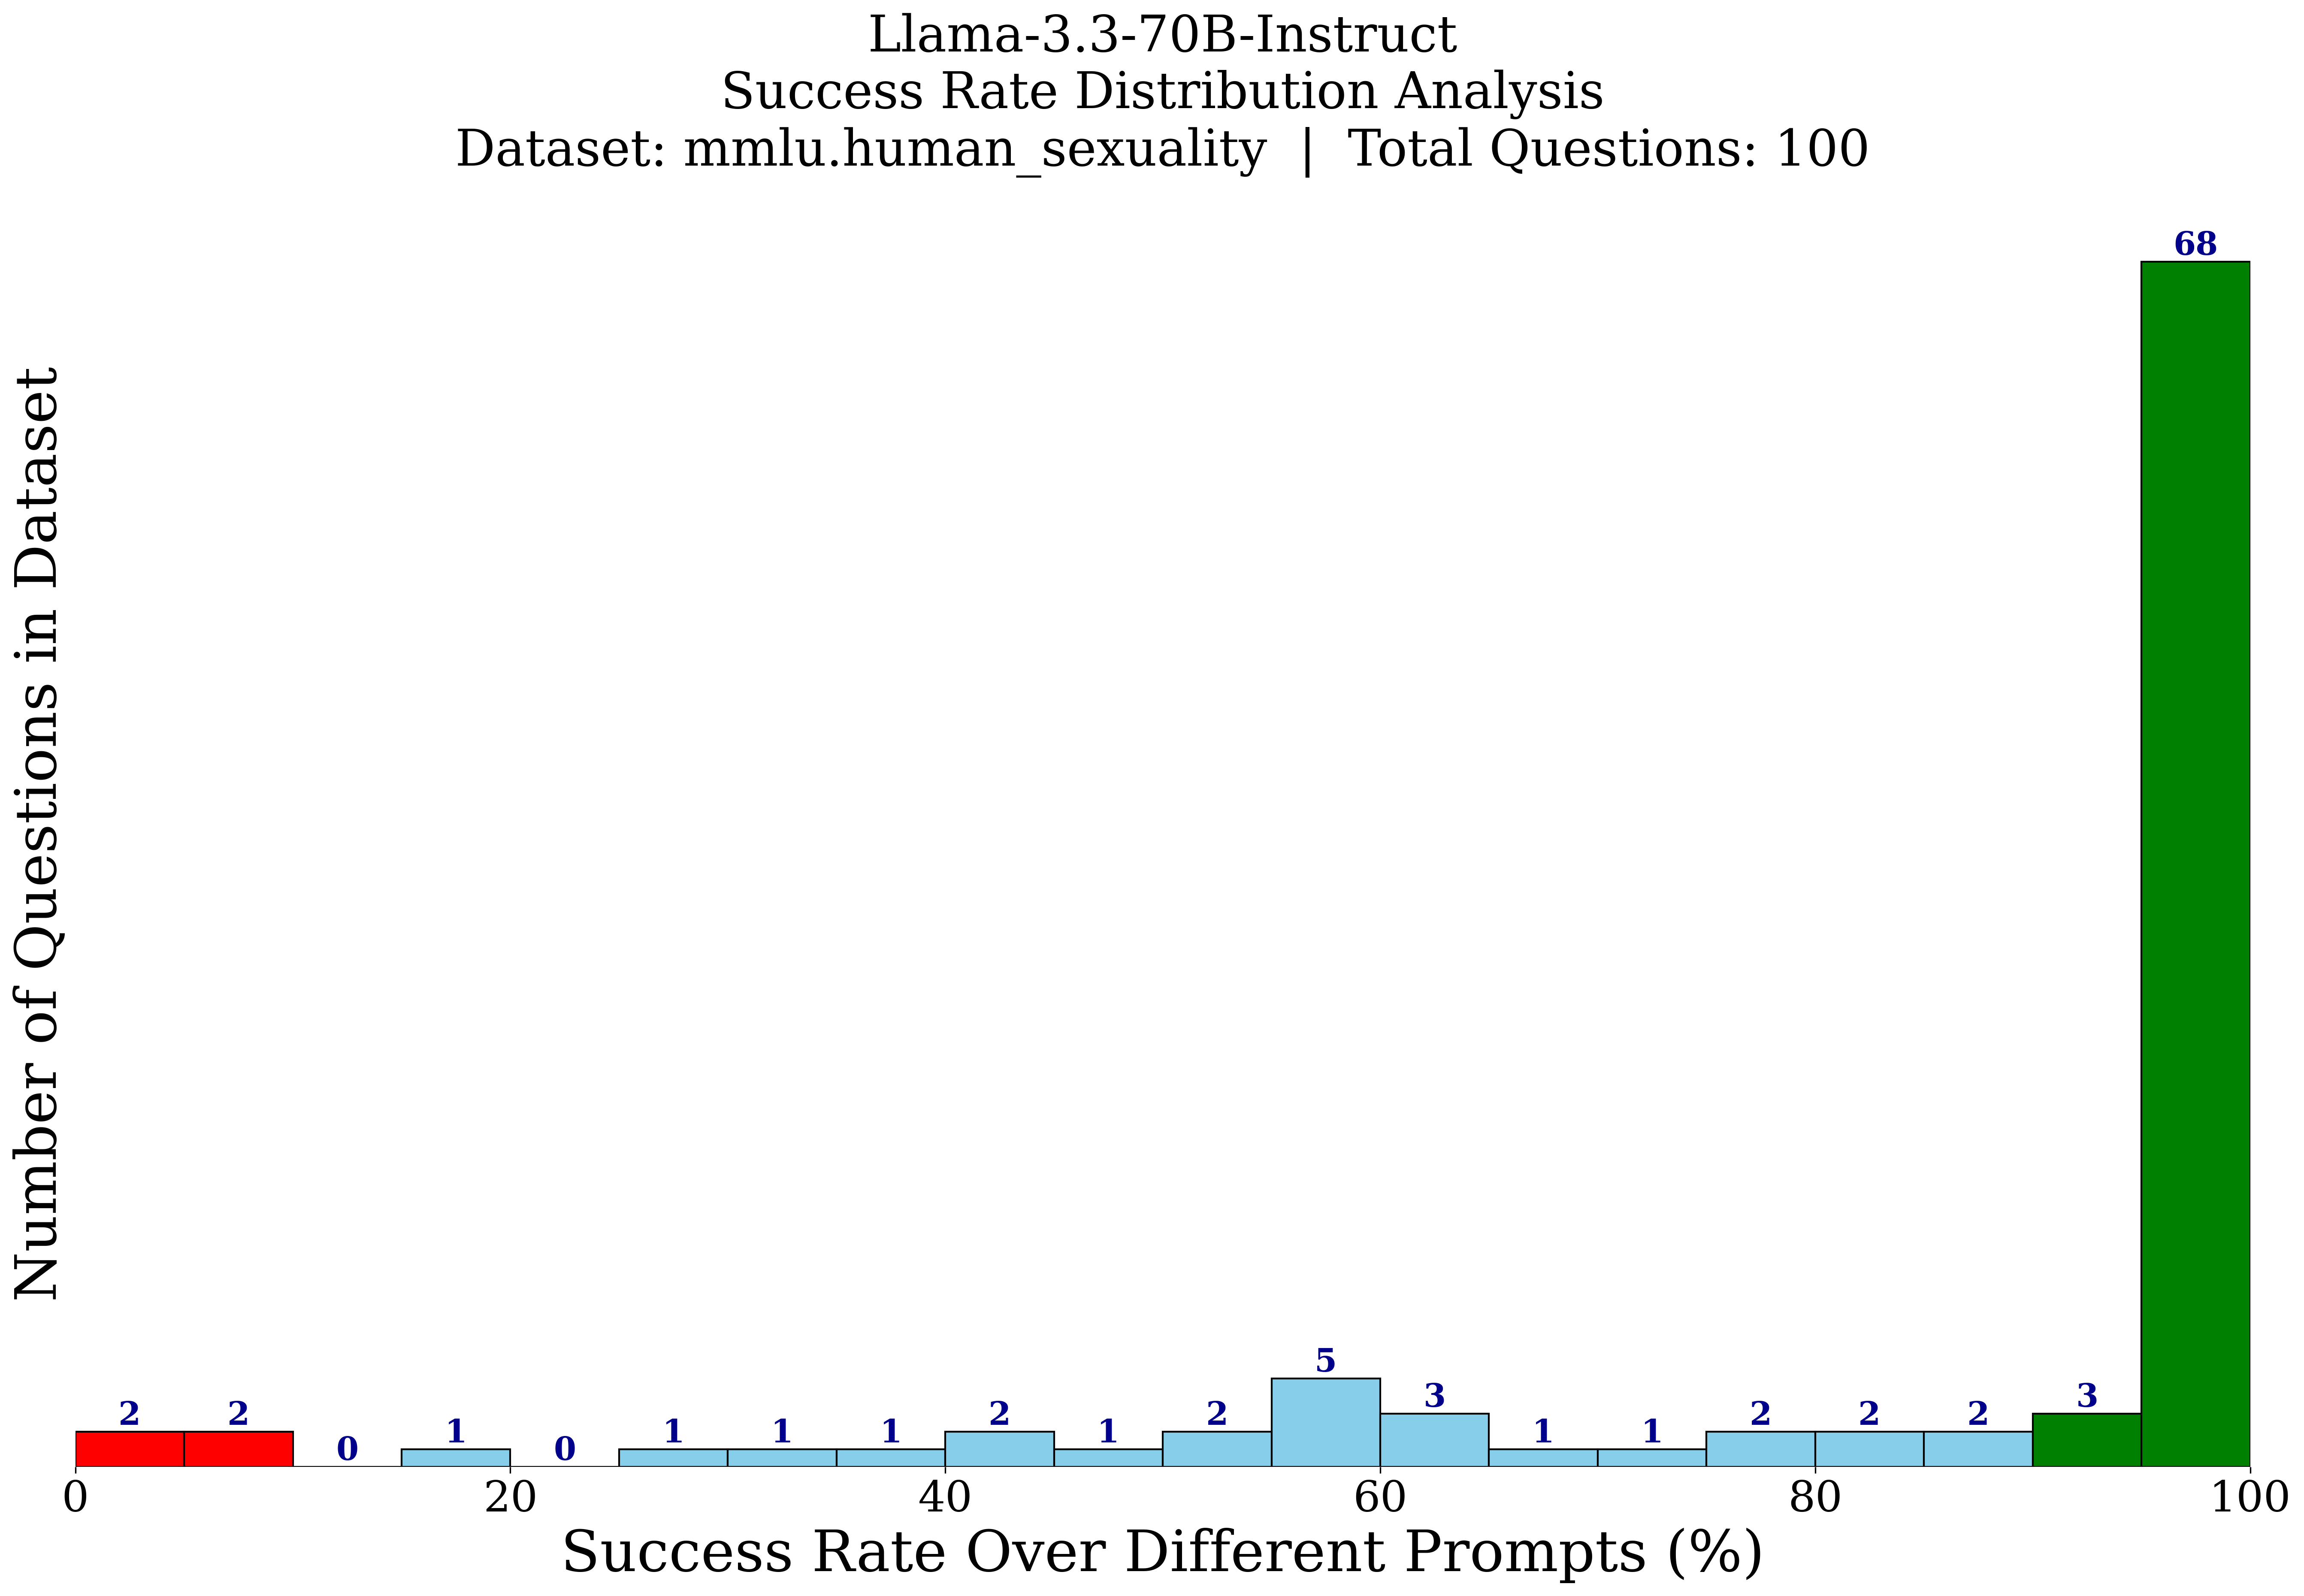 Llama-3.3-70B-Instruct
Success Rate Distribution Analysis
Dataset: mmlu.human_sexuality | Total Questions: 100
Number of Questions in Dataset
68
5
3
3
2 2 2 2 2 2 2
1 1 1 1 1 1 1
0 0
0 20 40 60 80 100
Success Rate Over Different Prompts (%)